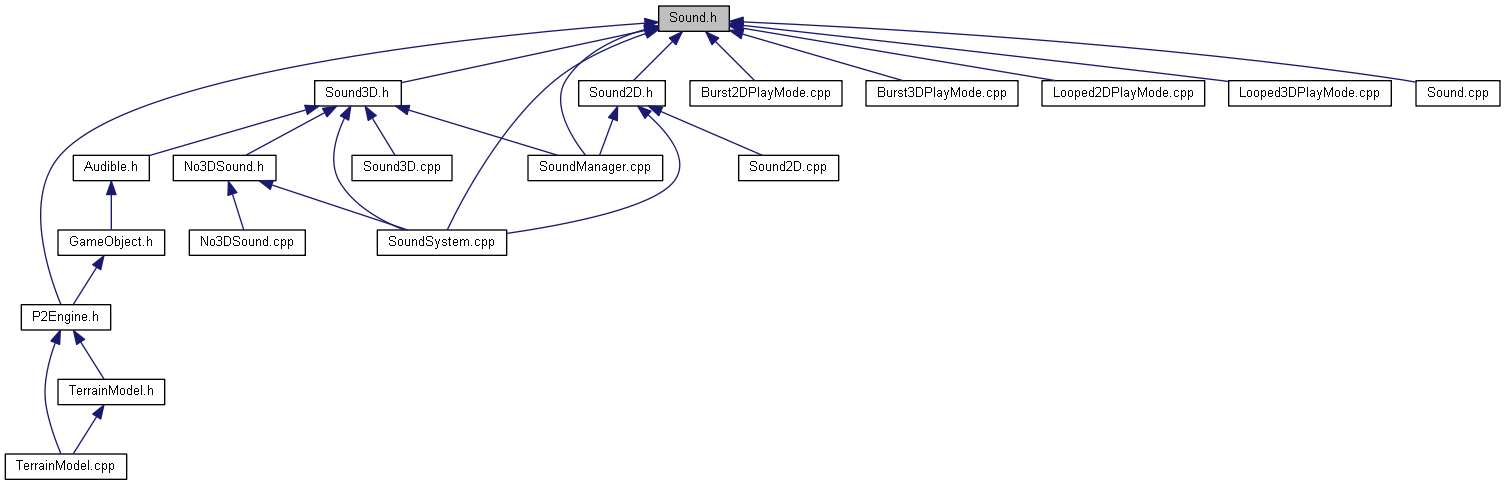 Sound.h
Sound3D.h
Sound2D.h
Burst2DPlayMode.cpp
Burst3DPlayMode.cpp
Looped2DPlayMode.cpp
Looped3DPlayMode.cpp
Sound.cpp
Audible.h
No3DSound.h
Sound3D.cpp
SoundManager.cpp
Sound2D.cpp
GameObject.h
No3DSound.cpp
SoundSystem.cpp
P2Engine.h
TerrainModel.h
TerrainModel.cpp